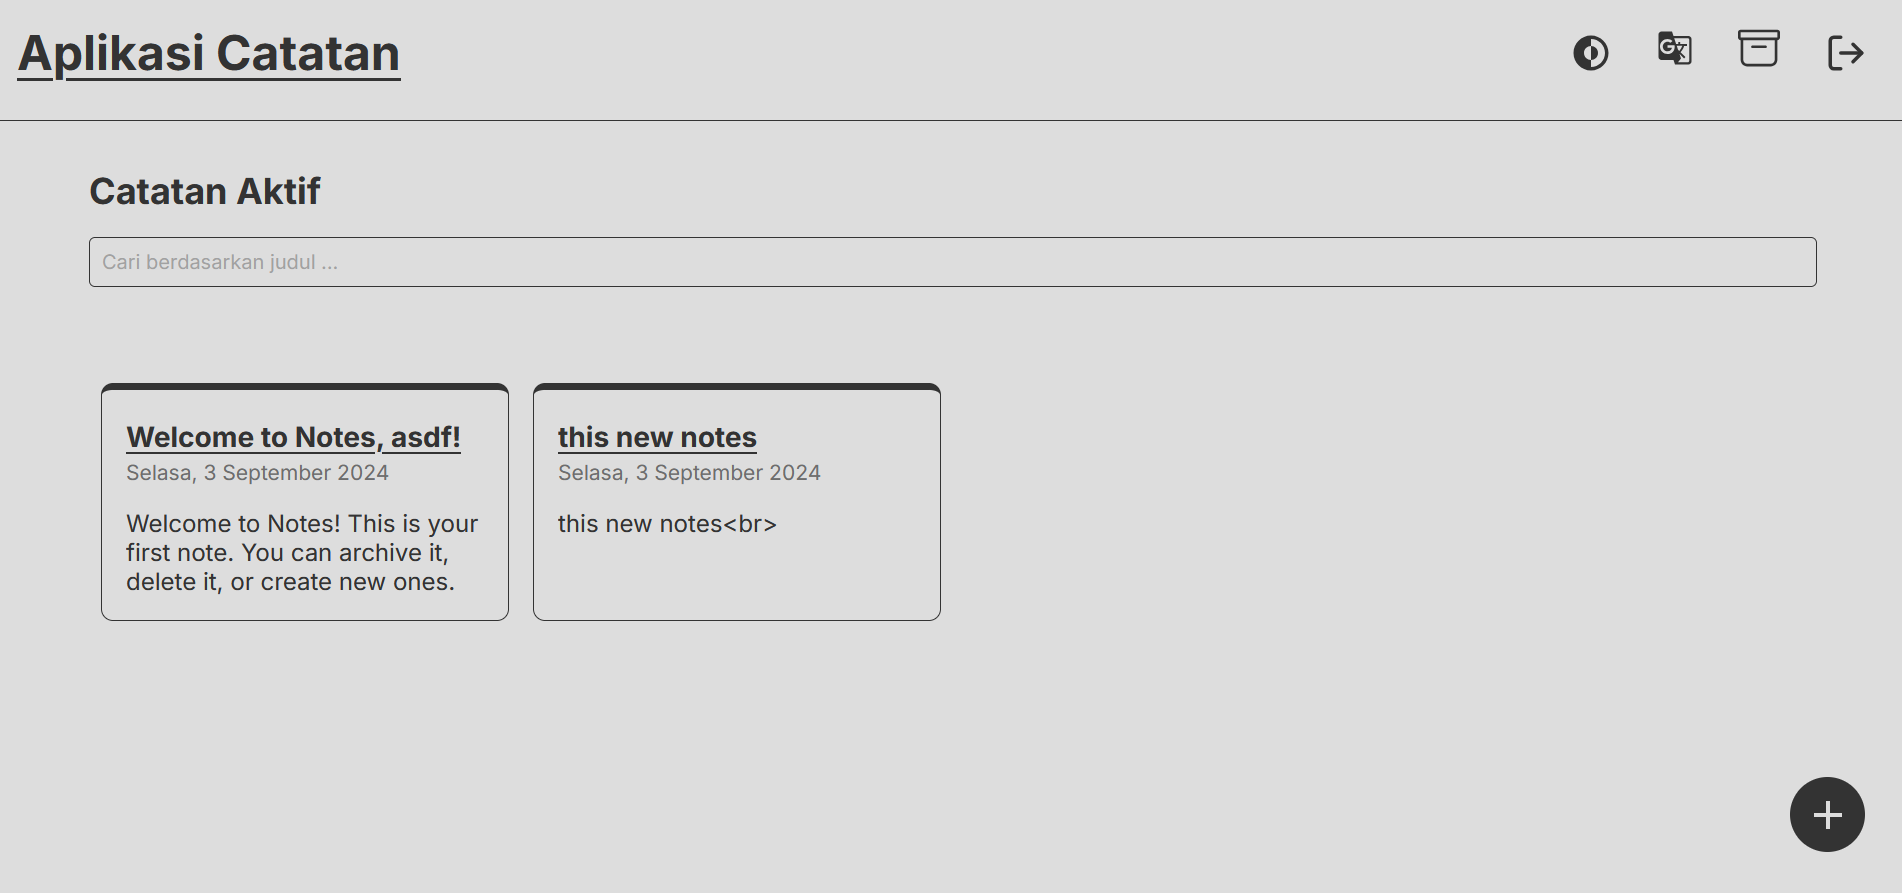 Aplikasi Catatan
Catatan Aktif
Cari berdasarkan judul ...
Welcome to Notes, asdf!
Selasa, 3 September 2024
Welcome to Notes! This is your
first note. You can archive it,
delete it, or create new ones.
this new notes
Selasa, 3 September 2024
this new notes<br>